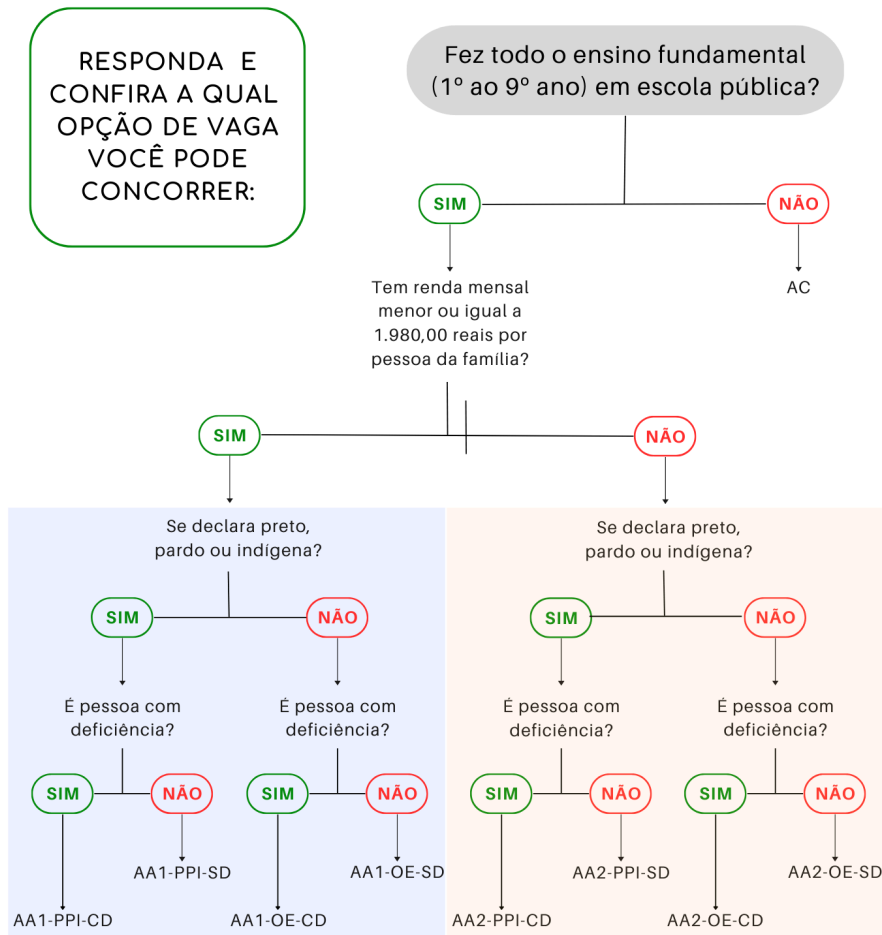 RESPONDA E
CONFIRA A QUAL
OPÇÃO DE VAGA
VOCÊ PODE
CONCORRER:
Fez todo o ensino fundamental
(1º ao 9º ano) em escola pública?
SIM
NÃO
AC
Tem renda mensal
menor ou igual a
1.980,00 reais por
pessoa da família?
SIM
NÃO
Se declara preto,
pardo ou indígena?
SIM
NÃO
É pessoa com
deficiência?
É pessoa com
deficiência?
SIM
NÃO
SIM
NÃO
AA1-PPI-SD
AA1-OE-SD
AA1-PPI-CD
AA1-OE-CD
Se declara preto,
pardo ou indígena?
SIM
NÃO
É pessoa com
deficiência?
É pessoa com
deficiência?
SIM
NÃO
SIM
NÃO
AA2-PPI-SD
AA2-OE-SD
AA2-PPI-CD
AA2-OE-CD